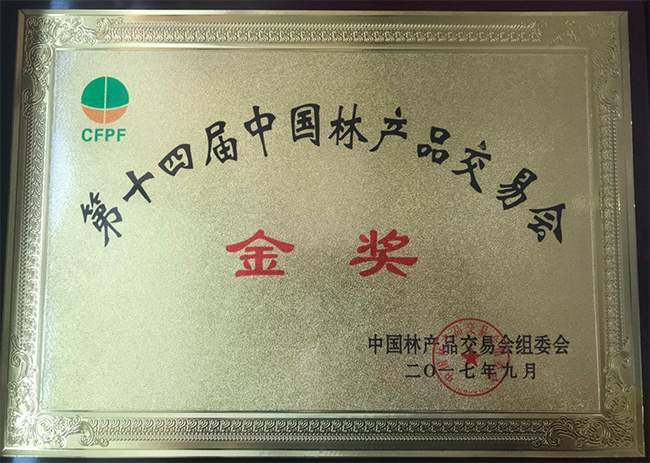 CFPF
第十四届中国林产品交易会
金奖
中国林产品交易会组委会
二〇一七年九月